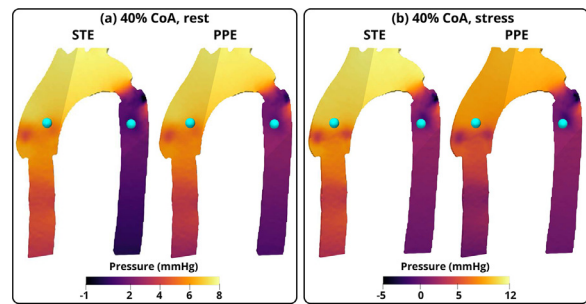 (a) 40% CoA, rest
STE PPE
Pressure (mmHg)
-1 2 4 6 8
(b) 40% CoA, stress
STE PPE
Pressure (mmHg)
-5 0 6 12